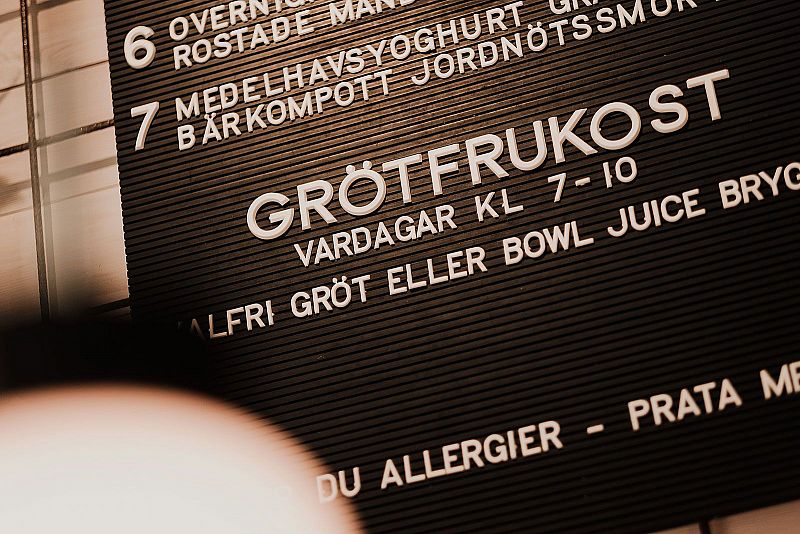 6 OVERNIG
ROSTADE MAND
7 MEDELHAVSYOGHURT GRA
BÄRKOMPOTT JORDNÖTSSMÖR
GRÖTFRUKOST
VARDAGAR KL 7-10
ALFRI GRÖT ELLER BOWL JUICE BRYG
DU ALLERGIER - PRATA ME